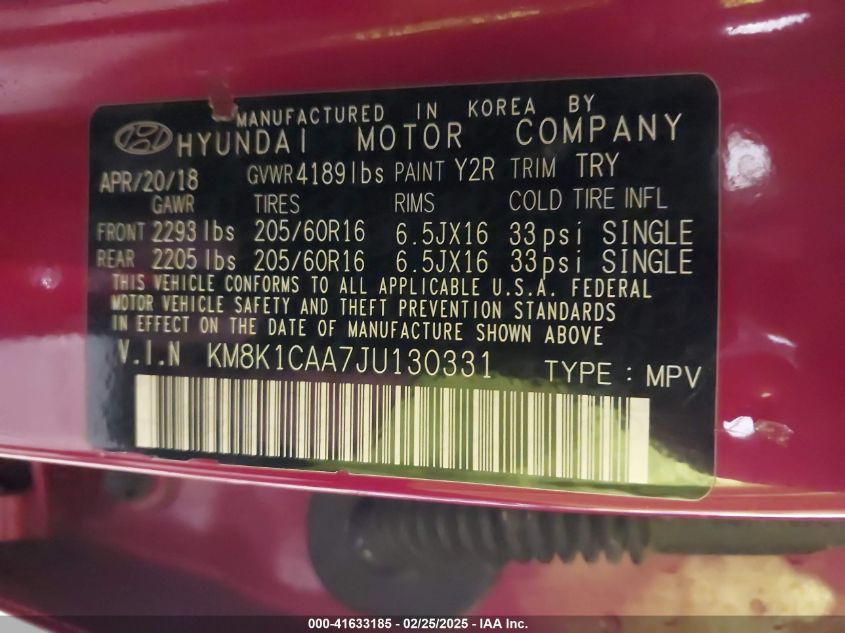 MANUFACTURED IN KOREA BY
HYUNDAI MOTOR COMPANY
APR/20/18 GVWR 4189lbs PAINT Y2R TRIM TRY
GAWR TIRES RIMS COLD TIRE INFL
FRONT 2293lbs 205/60R16 6.5JX16 33psi SINGLE
REAR 2205lbs 205/60R16 6.5JX16 33psi SINGLE
THIS VEHICLE CONFORMS TO ALL APPLICABLE U.S.A. FEDERAL
MOTOR VEHICLE SAFETY AND THEFT PREVENTION STANDARDS
IN EFFECT ON THE DATE OF MANUFACTURE SHOWN ABOVE
V.I.N KM8K1CAA7JU130331 TYPE : MPV
000-41633185 - 02/25/2025 - IAA Inc.